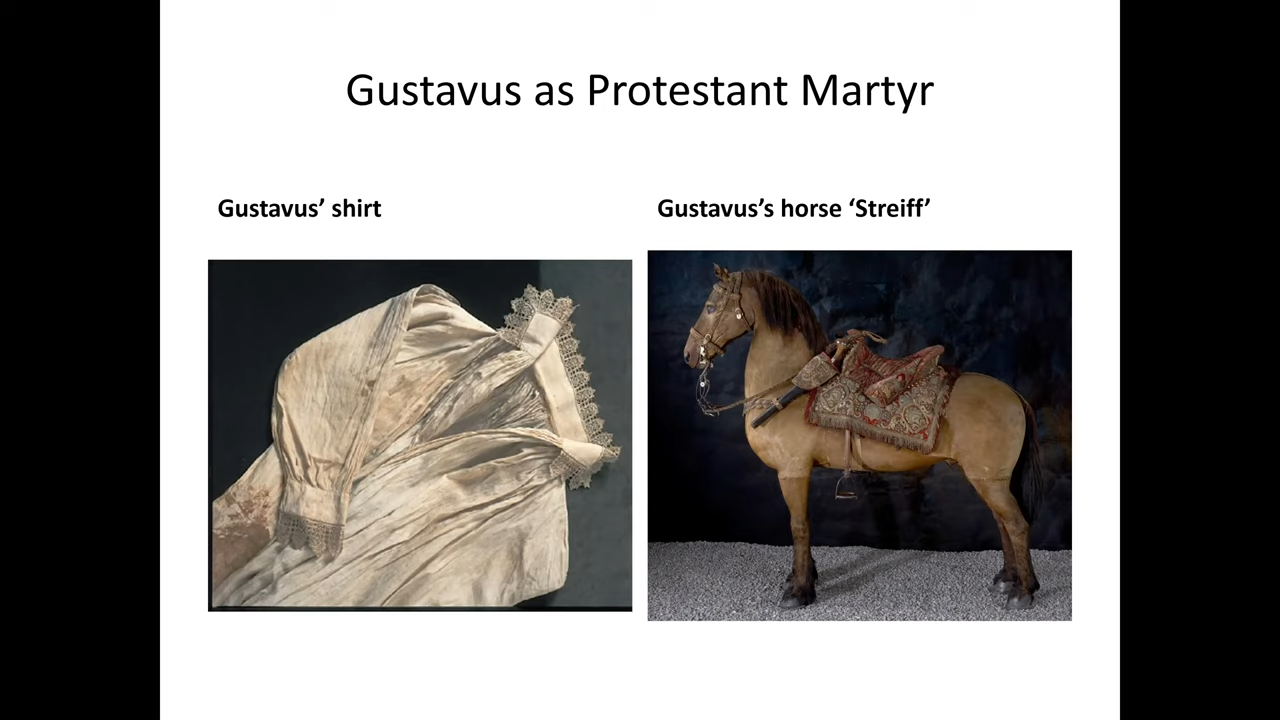 Gustavus as Protestant Martyr
Gustavus’ shirt
Gustavus’s horse ‘Streiff’